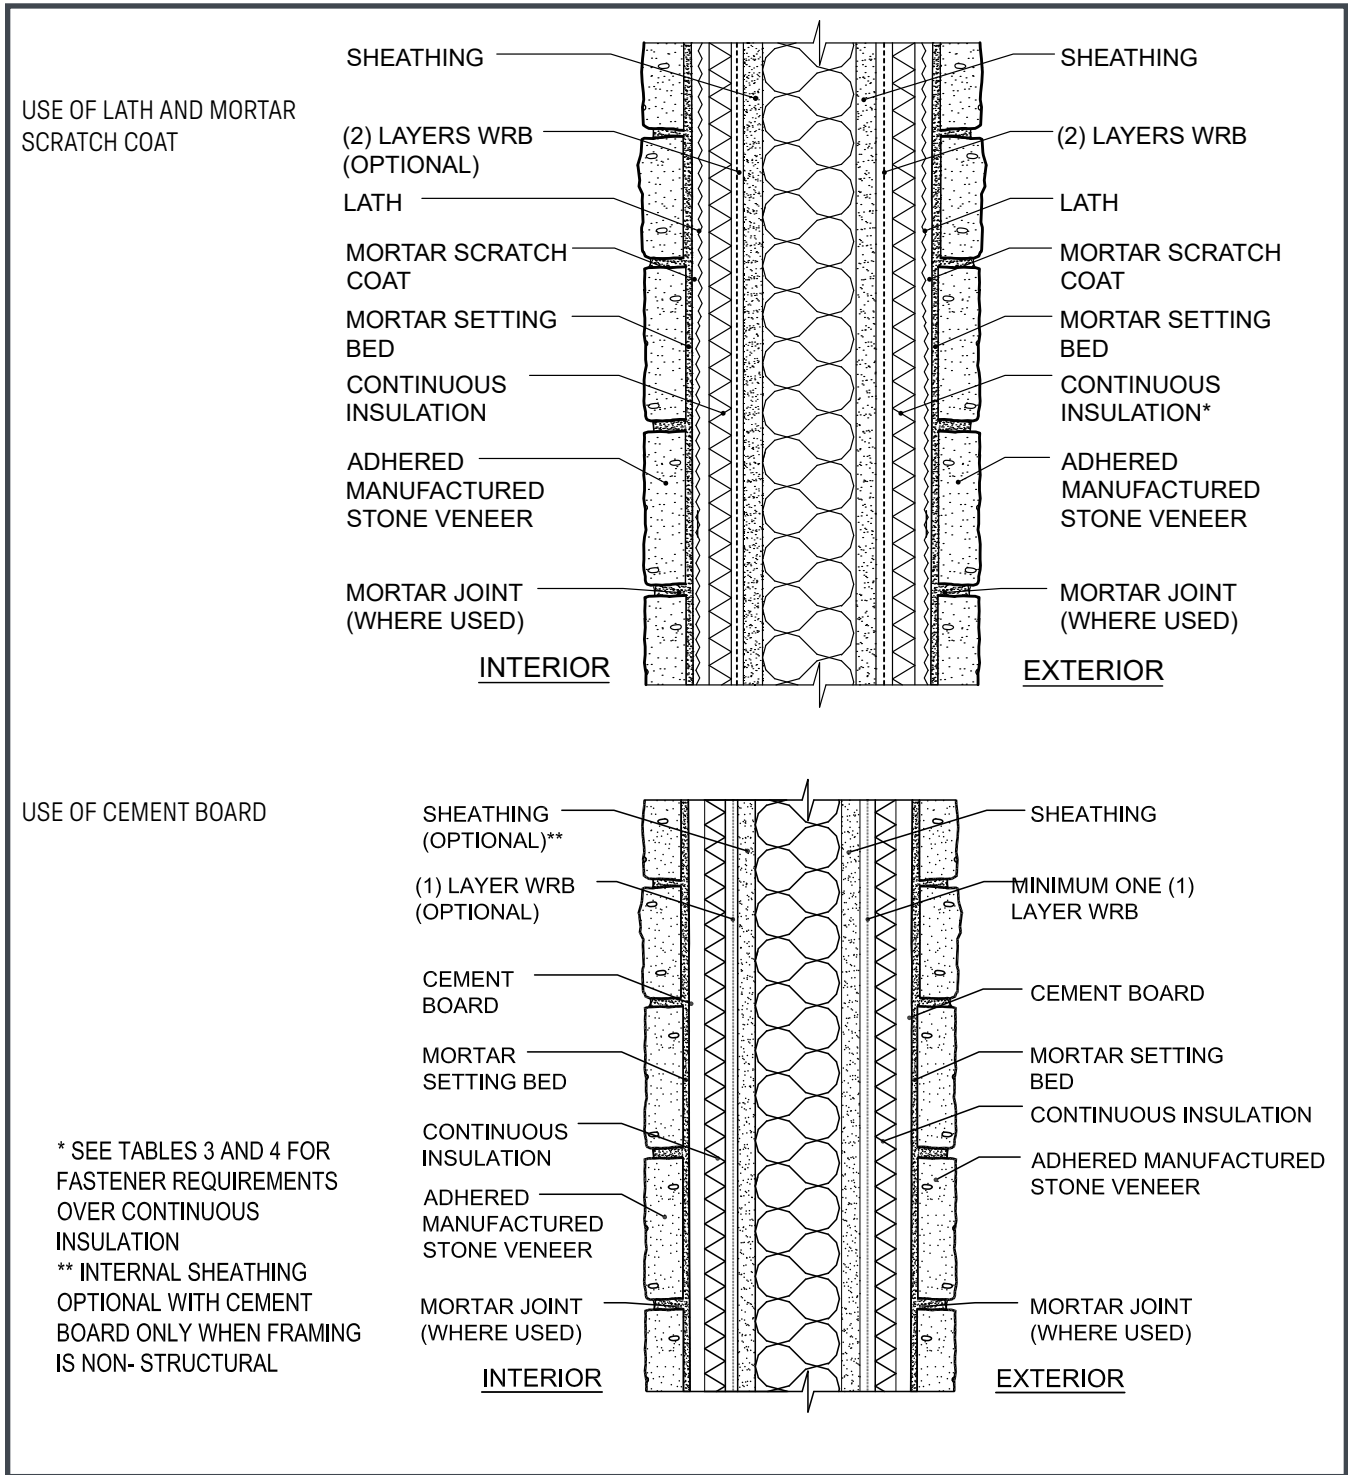 USE OF LATH AND MORTAR
SCRATCH COAT
SHEATHING
(2) LAYERS WRB
(OPTIONAL)
LATH
MORTAR SCRATCH
COAT
MORTAR SETTING
BED
CONTINUOUS
INSULATION
ADHERED
MANUFACTURED
STONE VENEER
MORTAR JOINT
(WHERE USED)
INTERIOR
SHEATHING
(2) LAYERS WRB
LATH
MORTAR SCRATCH
COAT
MORTAR SETTING
BED
CONTINUOUS
INSULATION*
ADHERED
MANUFACTURED
STONE VENEER
MORTAR JOINT
(WHERE USED)
EXTERIOR
USE OF CEMENT BOARD
SHEATHING
(OPTIONAL)**
(1) LAYER WRB
(OPTIONAL)
CEMENT
BOARD
MORTAR
SETTING BED
CONTINUOUS
INSULATION
ADHERED
MANUFACTURED
STONE VENEER
MORTAR JOINT
(WHERE USED)
INTERIOR
SHEATHING
MINIMUM ONE (1)
LAYER WRB
CEMENT BOARD
MORTAR SETTING
BED
CONTINUOUS INSULATION
ADHERED MANUFACTURED
STONE VENEER
MORTAR JOINT
(WHERE USED)
EXTERIOR
* SEE TABLES 3 AND 4 FOR
FASTENER REQUIREMENTS
OVER CONTINUOUS
INSULATION
** INTERNAL SHEATHING
OPTIONAL WITH CEMENT
BOARD ONLY WHEN FRAMING
IS NON- STRUCTURAL